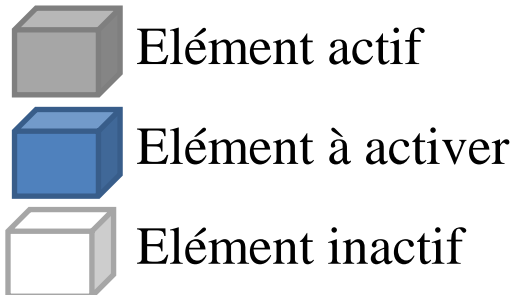 Elément actif
Elément à activer
Elément inactif